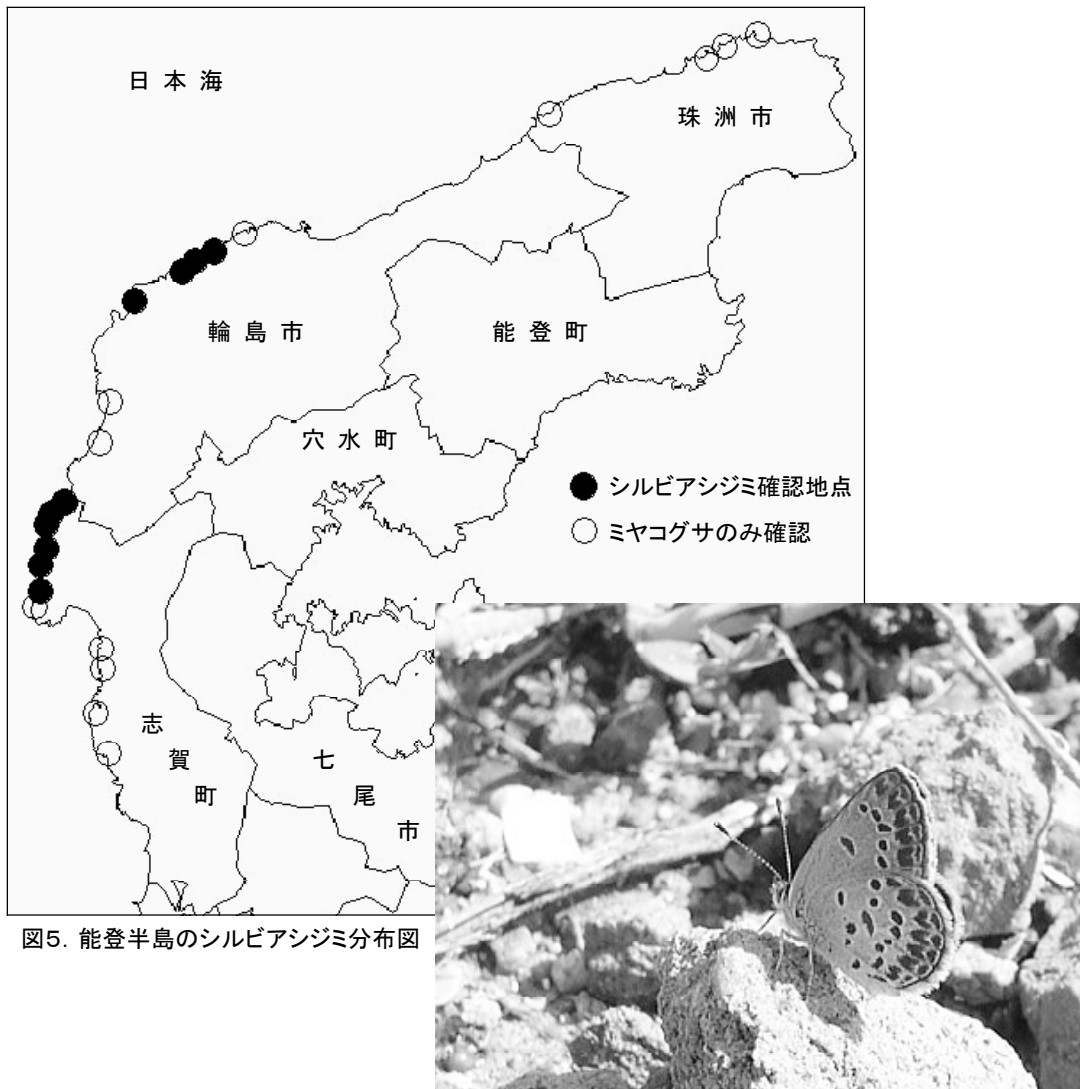 日本海
珠洲市
輪島市
能登町
穴水町
シルビアシジミ確認地点
ミヤコグサのみ確認
志賀町
七尾市
図5．能登半島のシルビアシジミ分布図